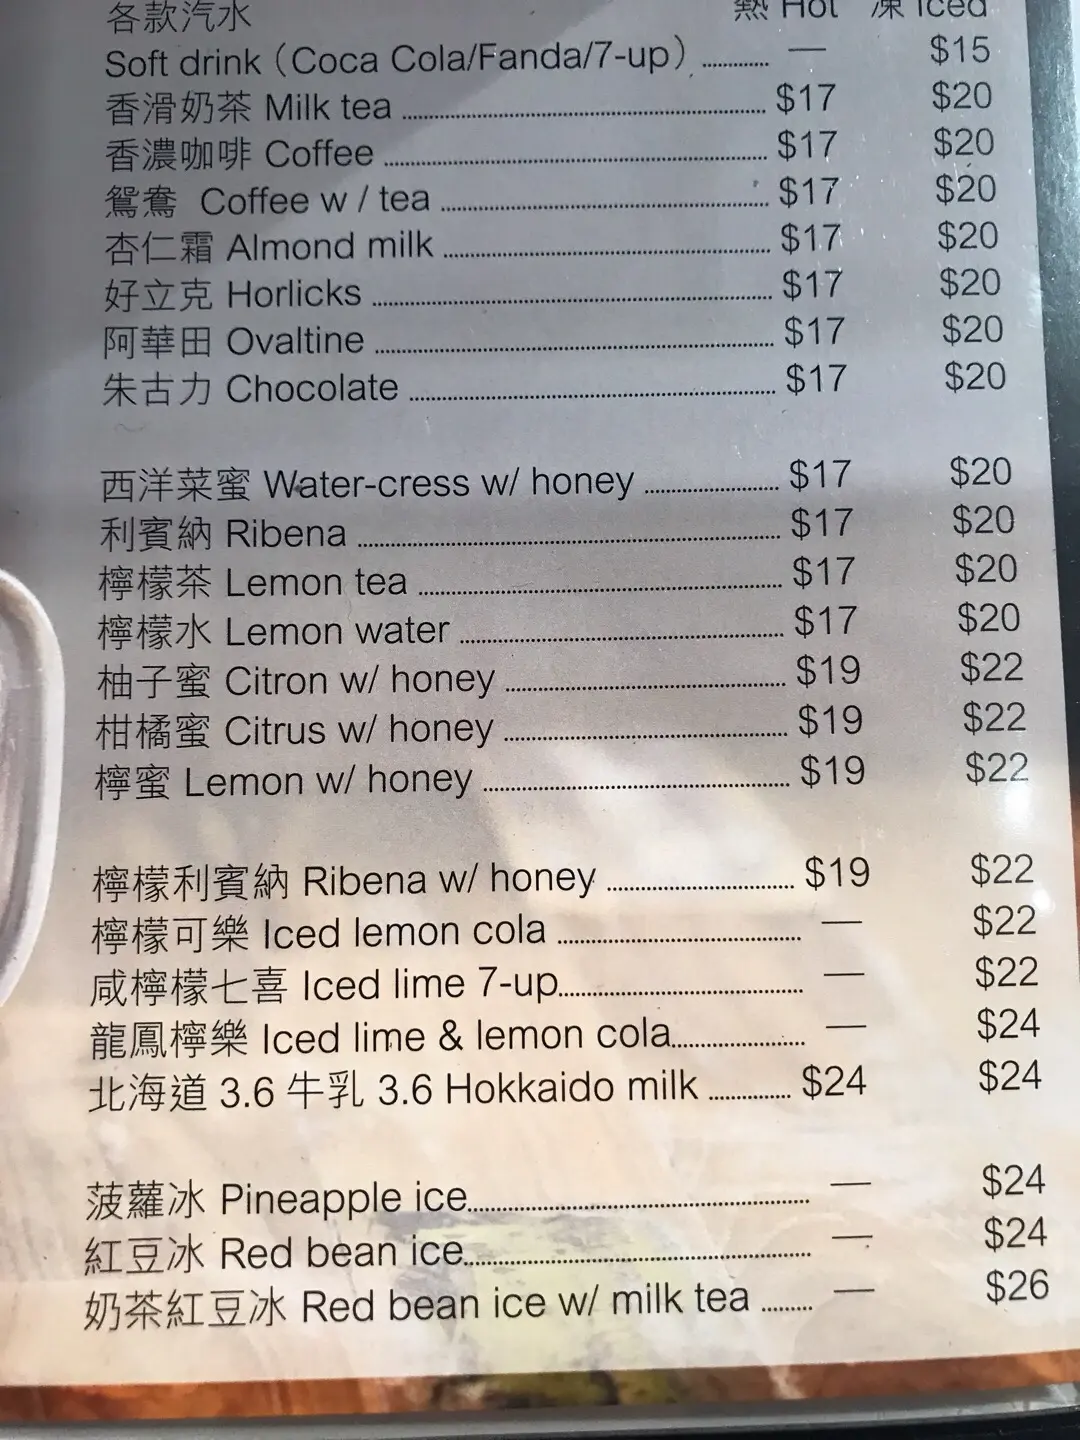 各款汽水 熱 Hot 凍 Iced
Soft drink (Coca Cola/Fanda/7-up) — $15
香滑奶茶 Milk tea $17 $20
香濃咖啡 Coffee $17 $20
鴛鴦 Coffee w / tea $17 $20
杏仁霜 Almond milk $17 $20
好立克 Horlicks $17 $20
阿華田 Ovaltine $17 $20
朱古力 Chocolate $17 $20
西洋菜蜜 Water-cress w/ honey $17 $20
利賓納 Ribena $17 $20
檸檬茶 Lemon tea $17 $20
檸檬水 Lemon water $17 $20
柚子蜜 Citron w/ honey $19 $22
柑橘蜜 Citrus w/ honey $19 $22
檸蜜 Lemon w/ honey $19 $22
檸檬利賓納 Ribena w/ honey $19 $22
檸檬可樂 Iced lemon cola — $22
咸檸檬七喜 Iced lime 7-up — $22
龍鳳檸樂 Iced lime & lemon cola — $24
北海道 3.6 牛乳 3.6 Hokkaido milk $24 $24
菠蘿冰 Pineapple ice — $24
紅豆冰 Red bean ice — $24
奶茶紅豆冰 Red bean ice w/ milk tea — $26